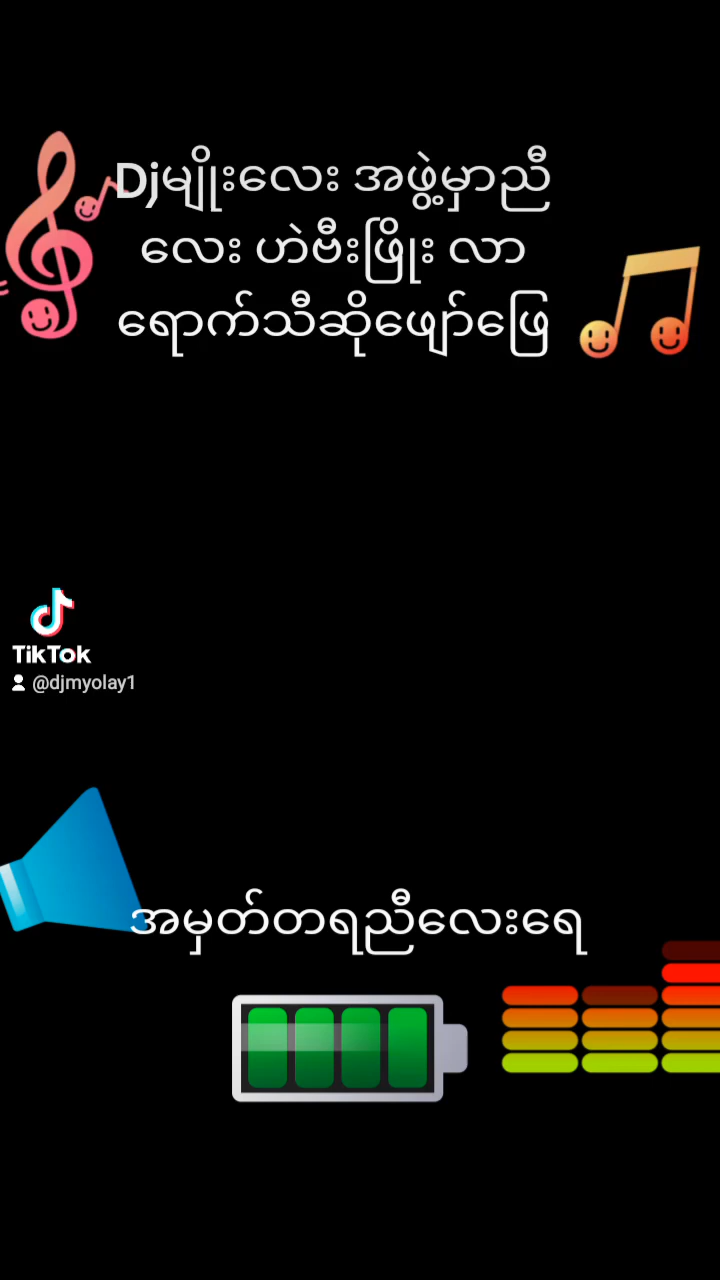 Djမျိုးလေး အဖွဲ့မှာညီ
လေး ဟဲဗီးဖြိုး လာ
ရောက်သီဆိုဖျော်ဖြေ
TikTok
@djmyolay1
အမှတ်တရညီလေးရေ